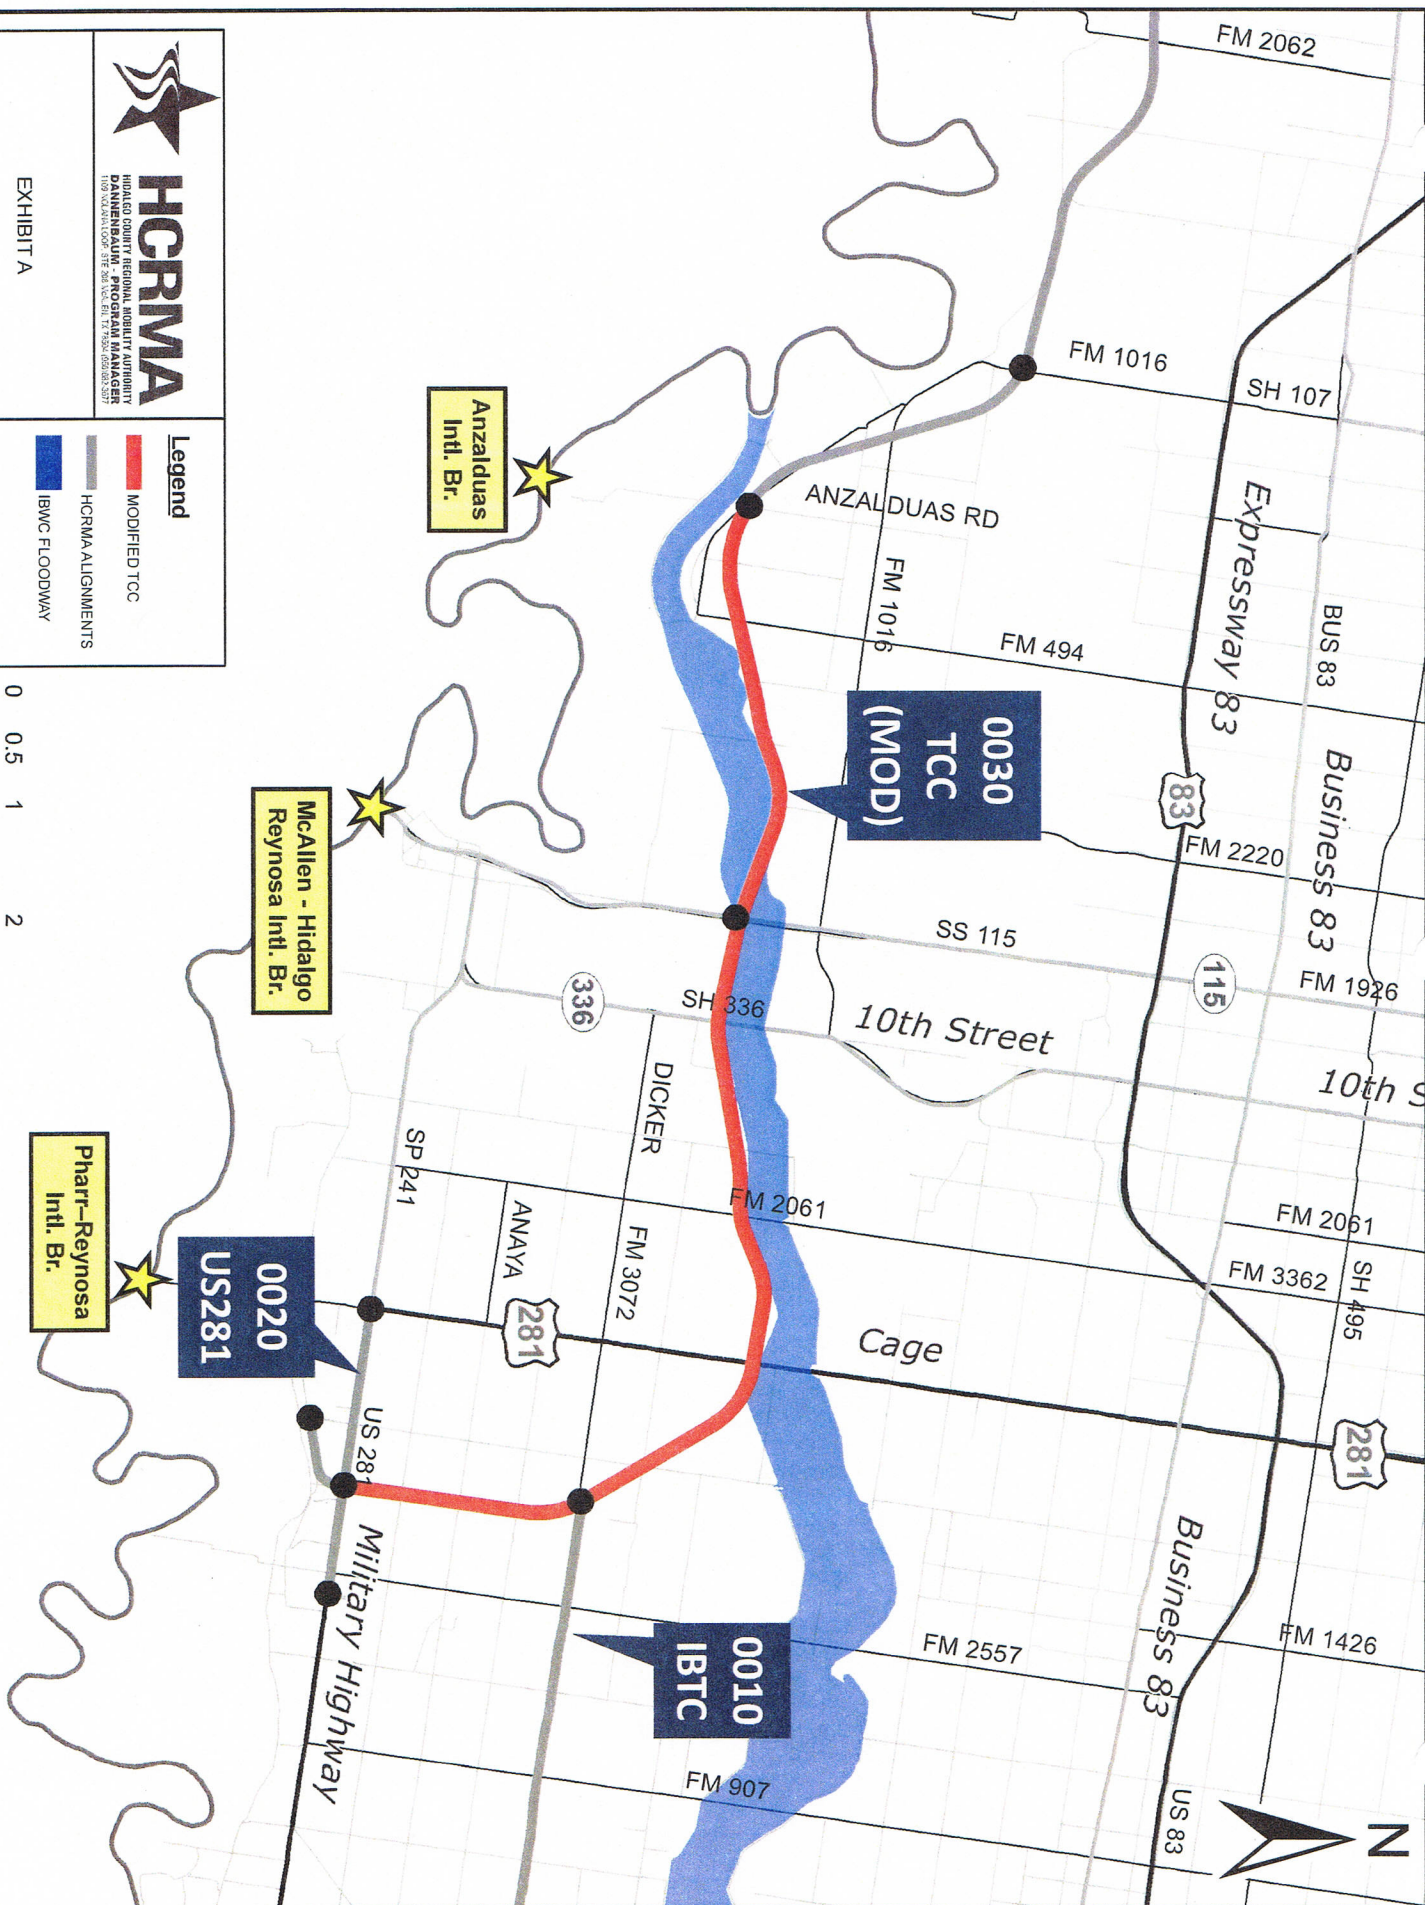 FM 2062
FM 1016
SH 107
ANZALDUAS RD
FM 1016
FM 494
Expressway 83
BUS 83
Business 83
83
FM 2220
0030
TCC
(MOD)
Anzalduas
Intl. Br.
McAllen - Hidalgo
Reynosa Intl. Br.
SS 115
115
FM 1926
336
SH 336
10th Street
10th S
DICKER
SP 241
ANAYA
FM 3072
FM 2061
FM 2061
FM 3362
SH 495
281
281
Cage
Pharr–Reynosa
Intl. Br.
0020
US281
US 281
Military Highway
0010
IBTC
FM 2557
FM 1426
Business 83
FM 907
US 83
N
HCRMA
HIDALGO COUNTY REGIONAL MOBILITY AUTHORITY
DANNENBAUM - PROGRAM MANAGER
EXHIBIT A
Legend
MODIFIED TCC
HCRMA ALIGNMENTS
IBWC FLOODWAY
0 0.5 1 2